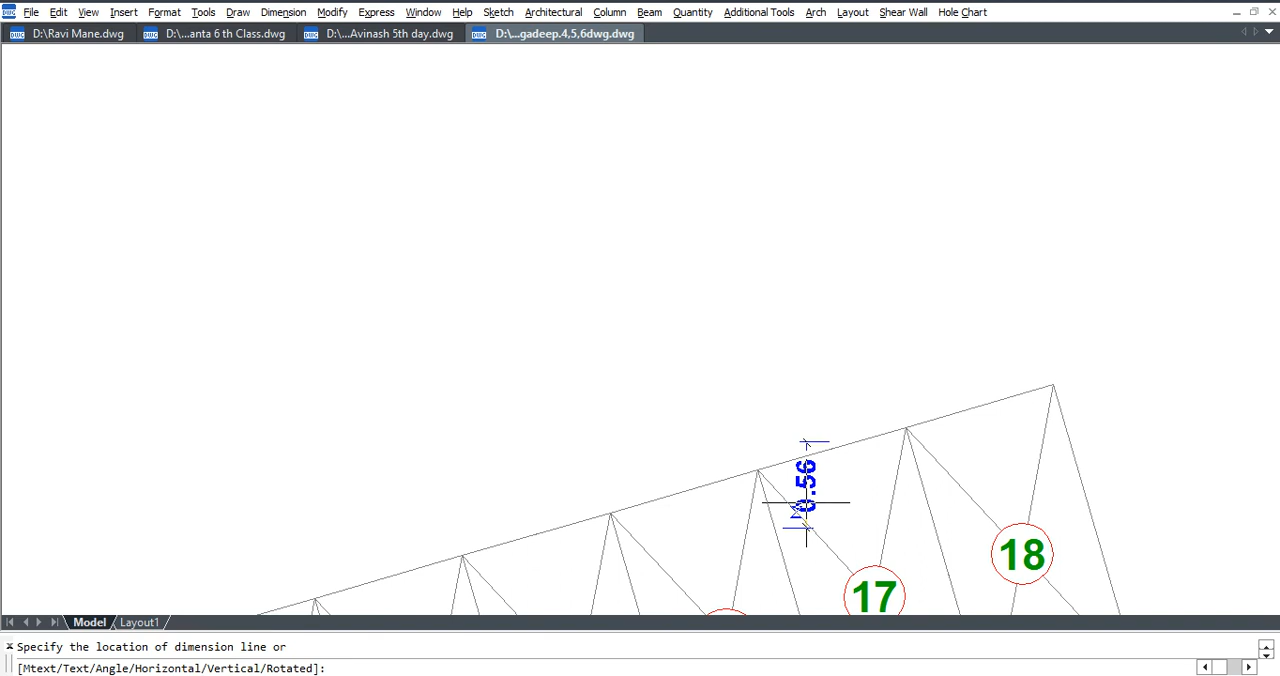 File Edit View Insert Format Tools Draw Dimension Modify Express Window Help Sketch Architectural Column Beam Quantity Additional Tools Arch Layout Shear Wall Hole Chart
D:\Ravi Mane.dwg D:\...anta 6 th Class.dwg D:\...Avinash 5th day.dwg D:\...gadeep.4,5,6dwg.dwg
0.56
18
17
Model Layout1
Specify the location of dimension line or
[Mtext/Text/Angle/Horizontal/Vertical/Rotated]: